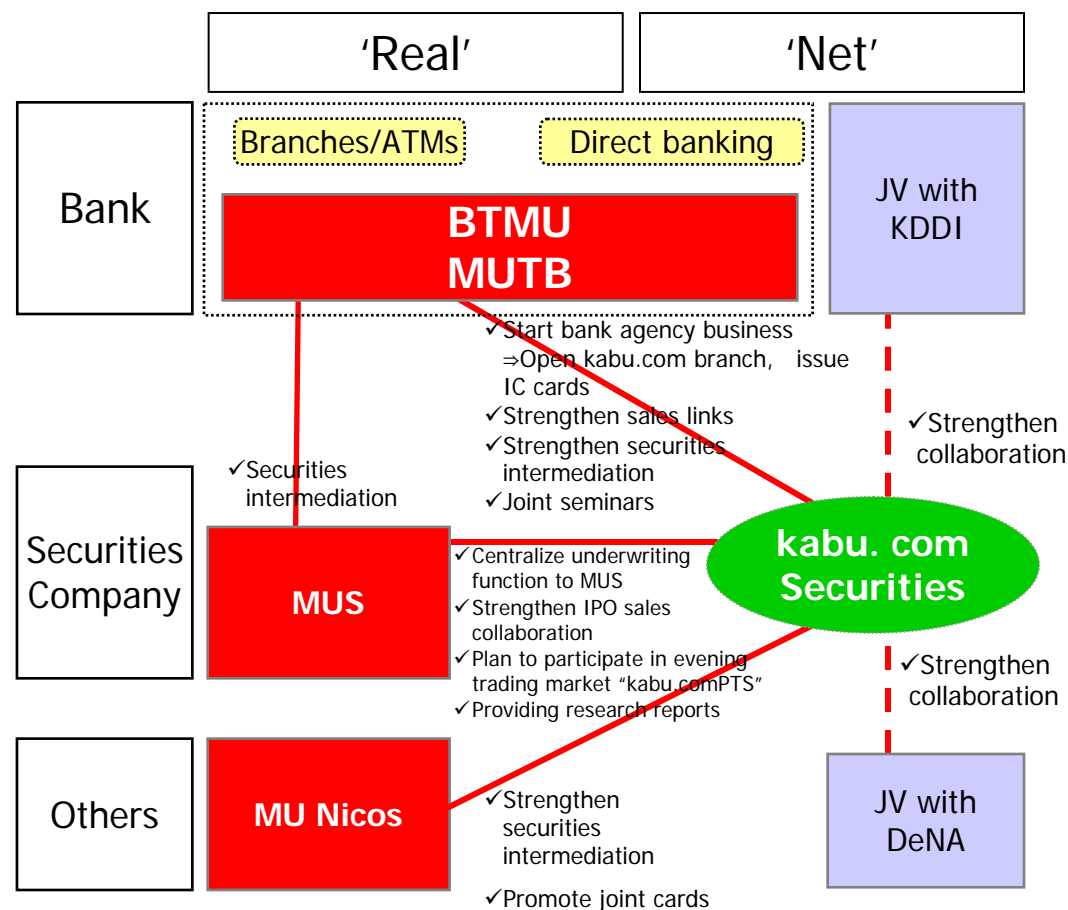 ‘Real’
‘Net’
Bank
Branches/ATMs
Direct banking
BTMU
MUTB
JV with
KDDI
✓Start bank agency business
⇒Open kabu.com branch, issue
IC cards
✓Strengthen sales links
✓Strengthen securities
intermediation
✓Joint seminars
✓Securities
intermediation
✓Strengthen
collaboration
Securities
Company
MUS
✓Centralize underwriting
function to MUS
✓Strengthen IPO sales
collaboration
✓Plan to participate in evening
trading market “kabu.comPTS”
✓Providing research reports
kabu. com
Securities
✓Strengthen
collaboration
Others
MU Nicos
✓Strengthen
securities
intermediation
✓Promote joint cards
JV with
DeNA